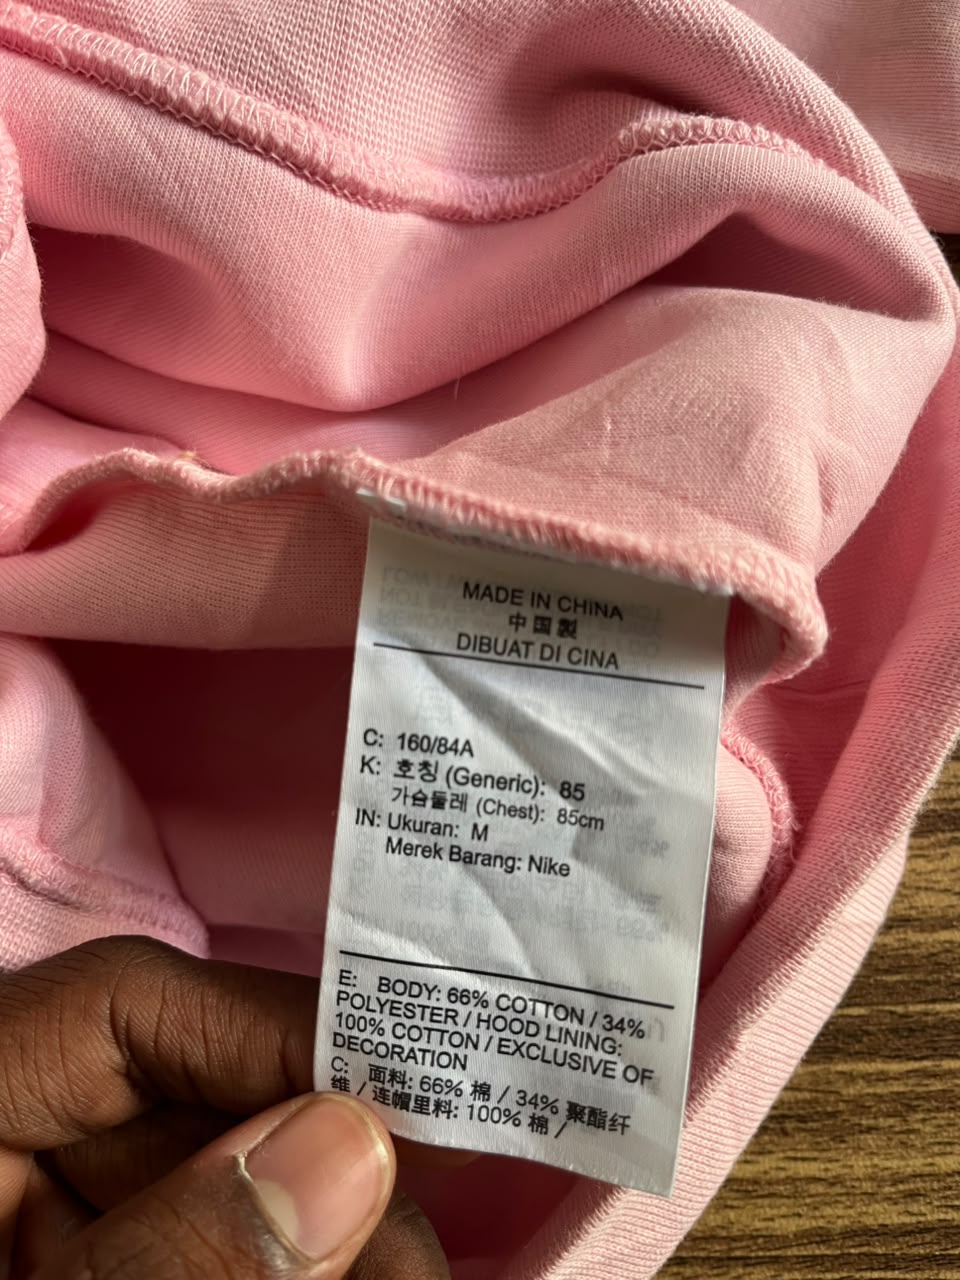 MADE IN CHINA
中国製
DIBUAT DI CINA
C: 160/84A
K: 호칭 (Generic): 85
가슴둘레 (Chest): 85cm
IN: Ukuran: M
Merek Barang: Nike
E: BODY: 66% COTTON / 34%
POLYESTER / HOOD LINING:
100% COTTON / EXCLUSIVE OF
DECORATION
C: 面料: 66% 棉 / 34% 聚酯纤
维 / 连帽里料: 100% 棉 /